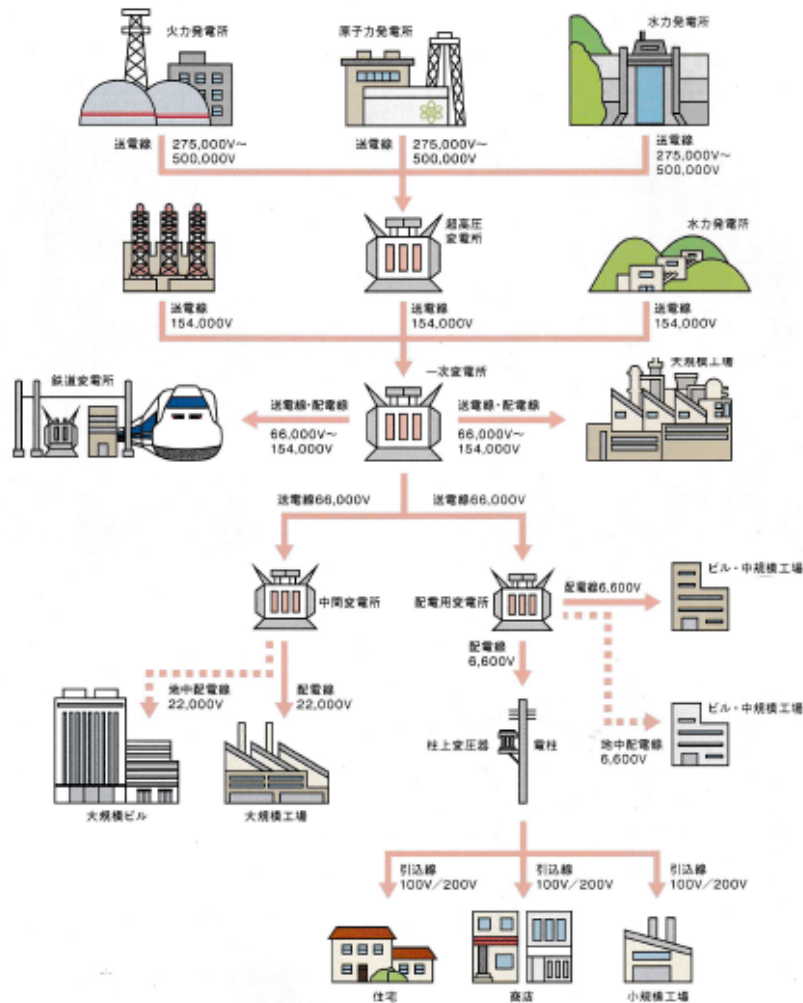 火力発電所
原子力発電所
水力発電所
送電線
275,000V～
500,000V
送電線
275,000V～
500,000V
送電線
275,000V～
500,000V
超高圧
変電所
水力発電所
送電線
154,000V
送電線
154,000V
送電線
154,000V
鉄道変電所
一次変電所
大規模工場
送電線・配電線
66,000V～
154,000V
送電線・配電線
66,000V～
154,000V
送電線66,000V
送電線66,000V
中間変電所
配電用変電所
配電線6,600V
ビル・中規模工場
配電線
6,600V
地中配電線
22,000V
配電線
22,000V
ビル・中規模工場
地中配電線
6,600V
柱上変圧器
電柱
大規模ビル
大規模工場
引込線
100V/200V
引込線
100V/200V
引込線
100V/200V
住宅
商店
小規模工場